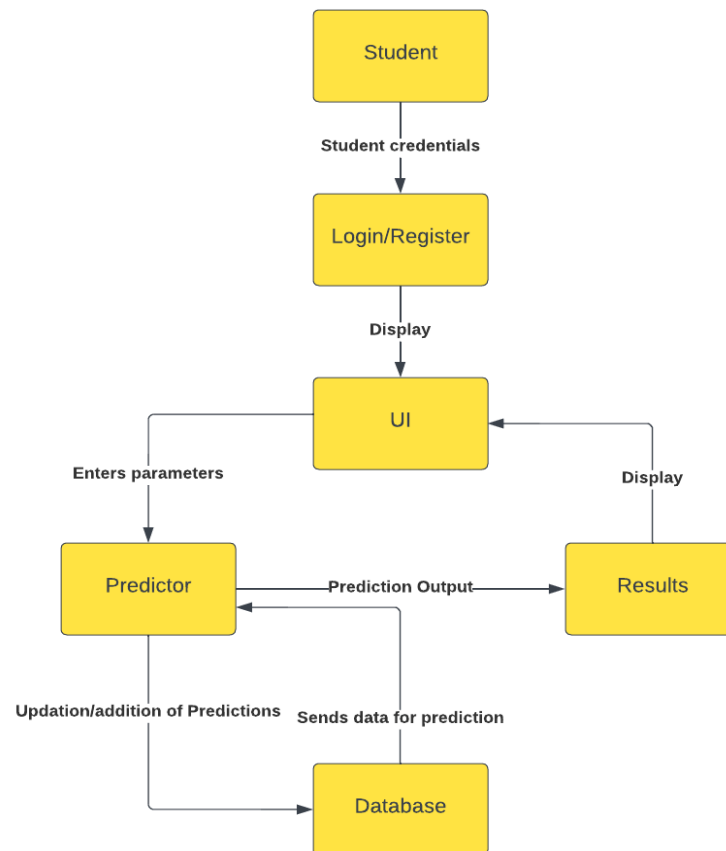 Student
Student credentials
Login/Register
Display
UI
Enters parameters
Display
Predictor
Prediction Output
Results
Updation/addition of Predictions
Sends data for prediction
Database